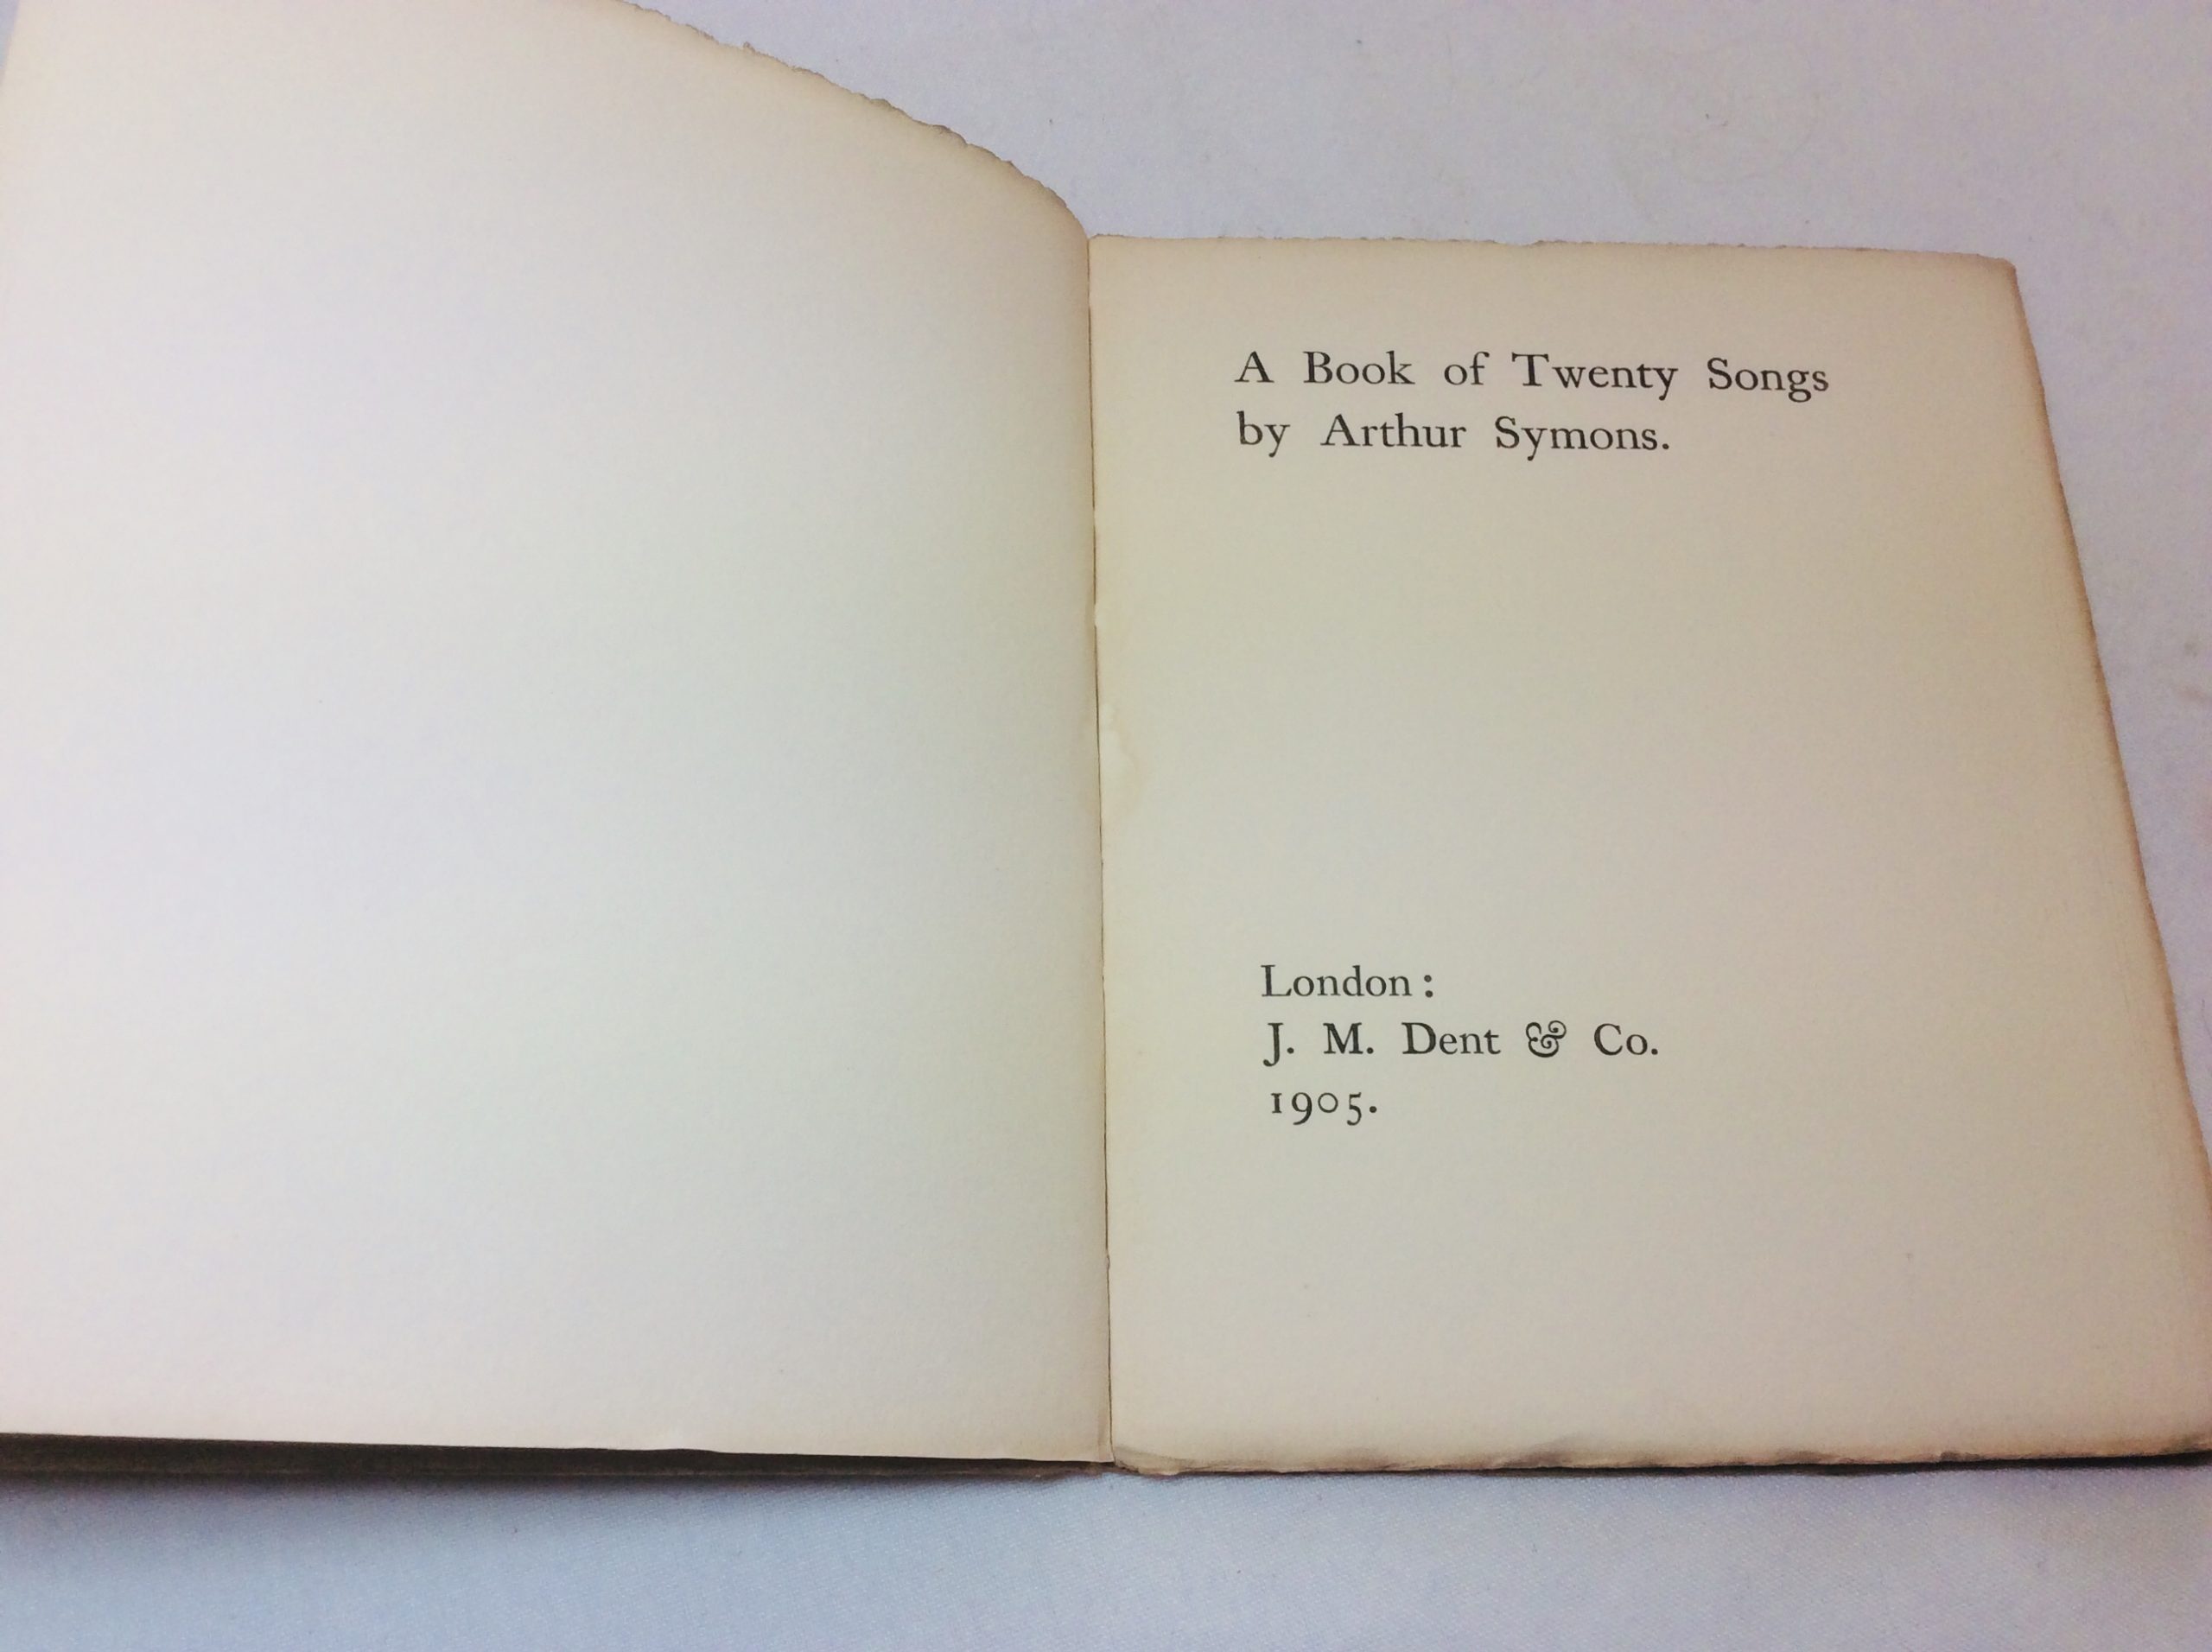 A Book of Twenty Songs
by Arthur Symons.
London:
J. M. Dent & Co.
1905.